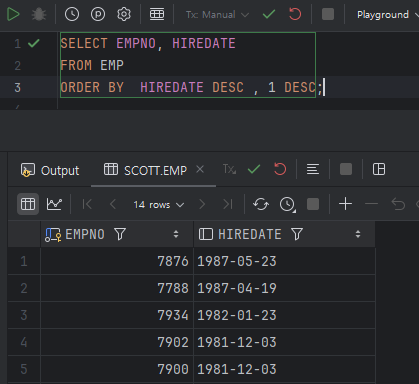 Tx: Manual
Playground
1 SELECT EMPNO, HIREDATE
2 FROM EMP
3 ORDER BY  HIREDATE DESC , 1 DESC;
Output
SCOTT.EMP
Tx
14 rows
EMPNO HIREDATE
1 7876 1987-05-23
2 7788 1987-04-19
3 7934 1982-01-23
4 7902 1981-12-03
5 7900 1981-12-03